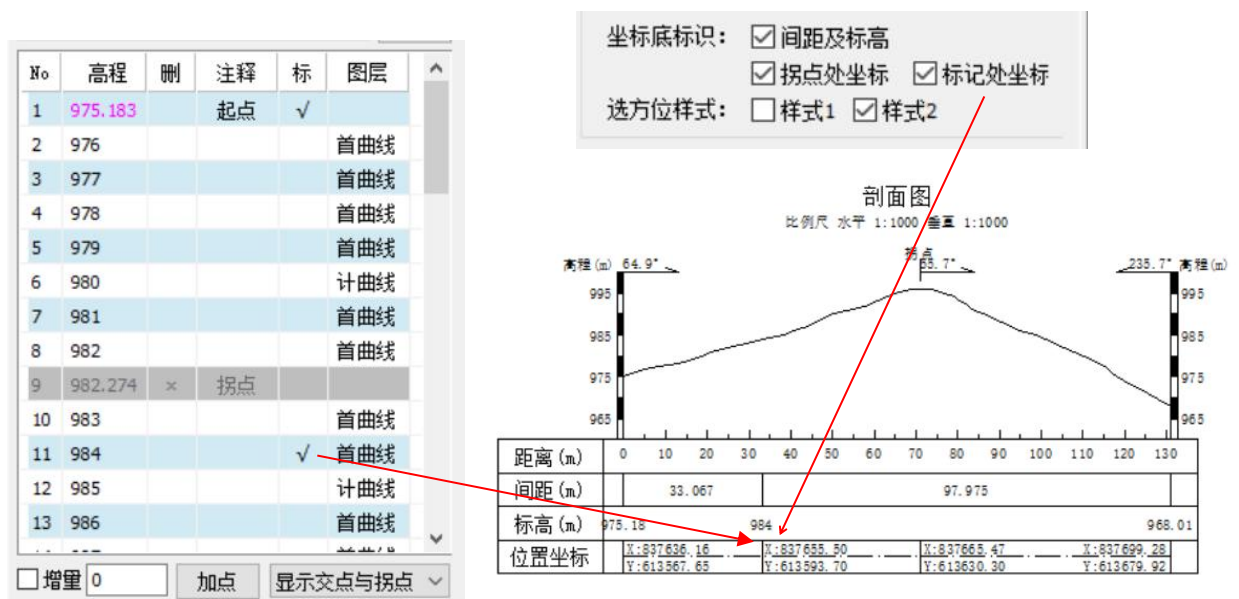 No 高程 删 注释 标 图层
1 975.183 起点 √
2 976 首曲线
3 977 首曲线
4 978 首曲线
5 979 首曲线
6 980 计曲线
7 981 首曲线
8 982 首曲线
9 982.274 × 拐点
10 983 首曲线
11 984 √ 首曲线
12 985 计曲线
13 986 首曲线
增量 0 加点 显示交点与拐点
坐标底标识： 间距及标高
拐点处坐标 标记处坐标
选方位样式： 样式1 样式2
剖面图
比例尺 水平 1:1000 垂直 1:1000
拐点
高程(m) 64.9° 55.7° 235.7° 高程(m)
995 995
985 985
975 975
965 965
距离(m) 0 10 20 30 40 50 60 70 80 90 100 110 120 130
间距(m) 33.067 97.975
标高(m) 975.18 984 968.01
位置坐标 X:837636.16 X:837655.50 X:837665.47 X:837699.28
Y:613567.65 Y:613593.70 Y:613630.30 Y:613679.92